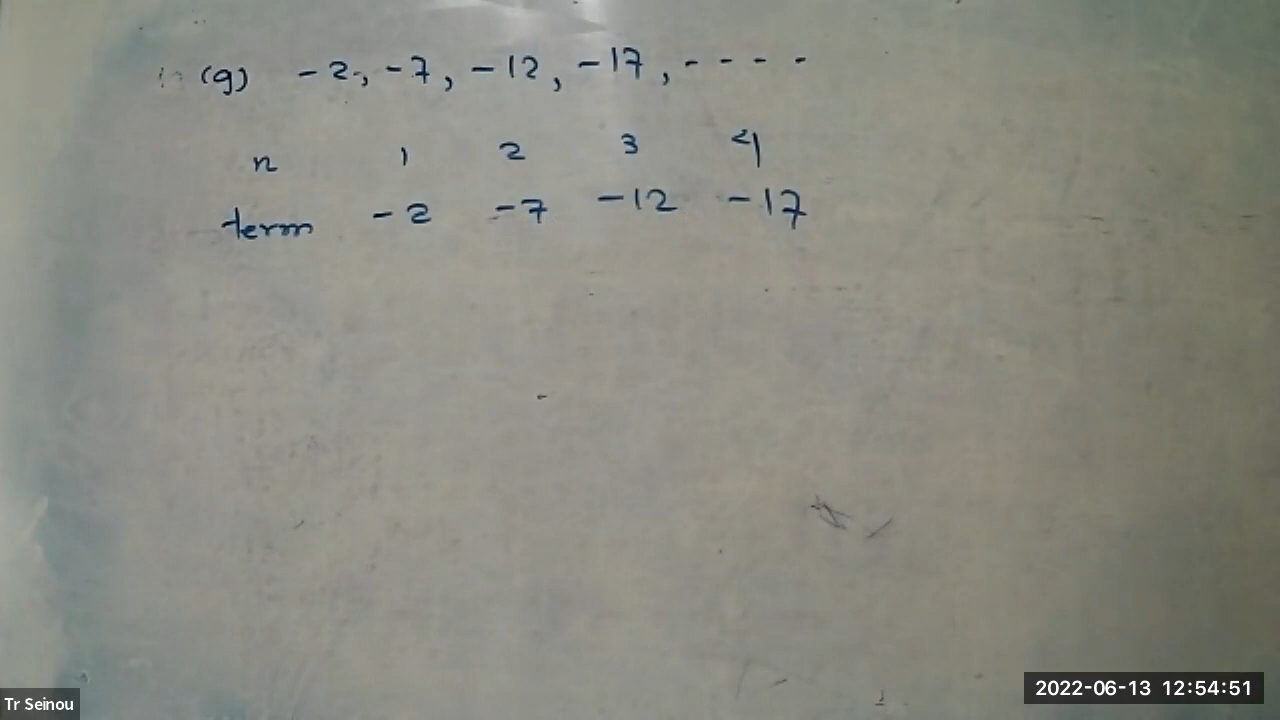 (g) -2, -7, -12, -17, - - - -
n 1 2 3 4
term -2 -7 -12 -17
Tr Seinou
2022-06-13 12:54:51